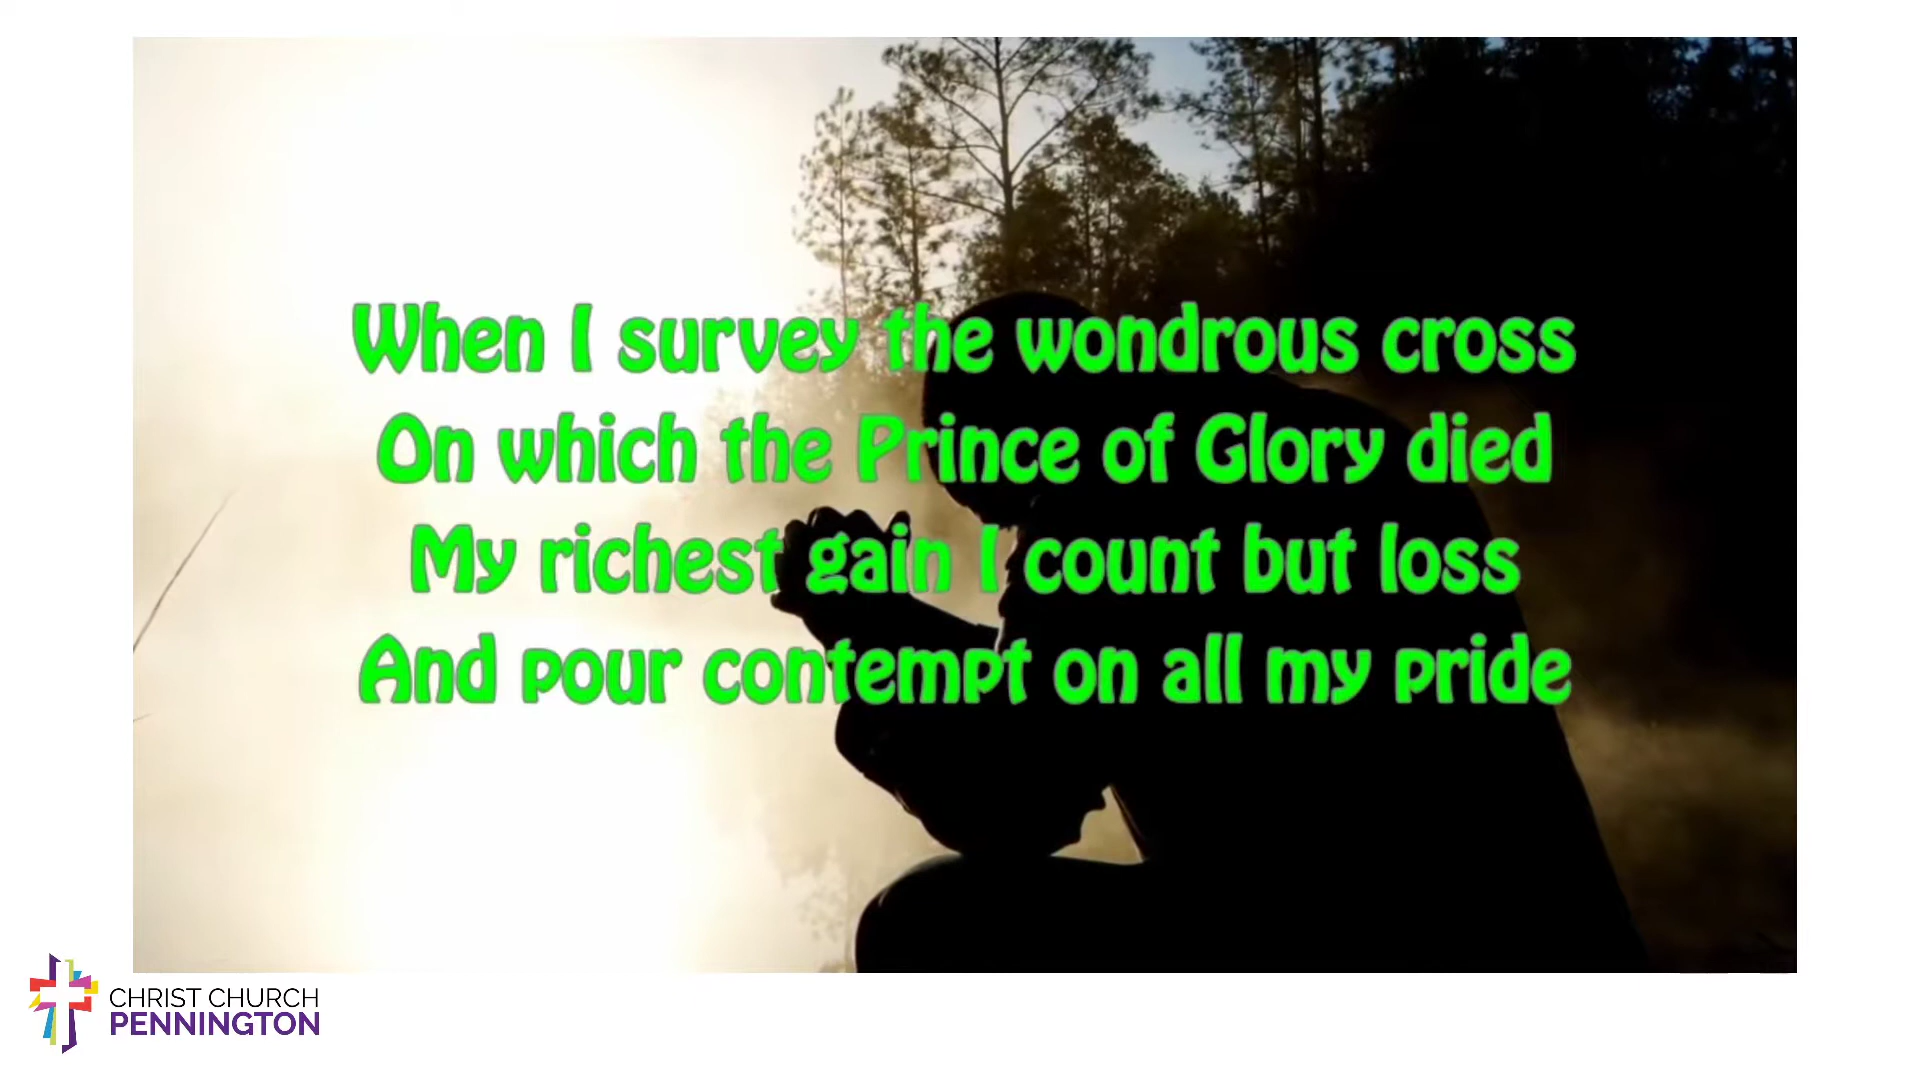 When I survey the wondrous cross
On which the Prince of Glory died
My richest gain I count but loss
And pour contempt on all my pride
CHRIST CHURCH
PENNINGTON